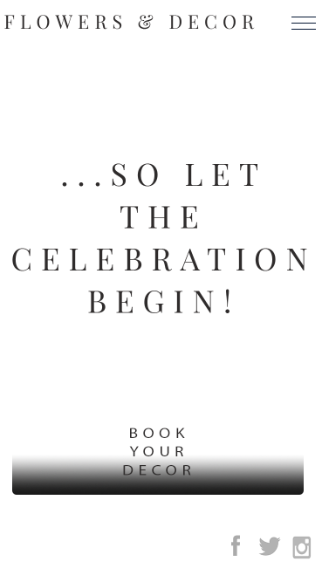 FLOWERS & DECOR
...SO LET
THE
CELEBRATION
BEGIN!
BOOK
YOUR
DECOR